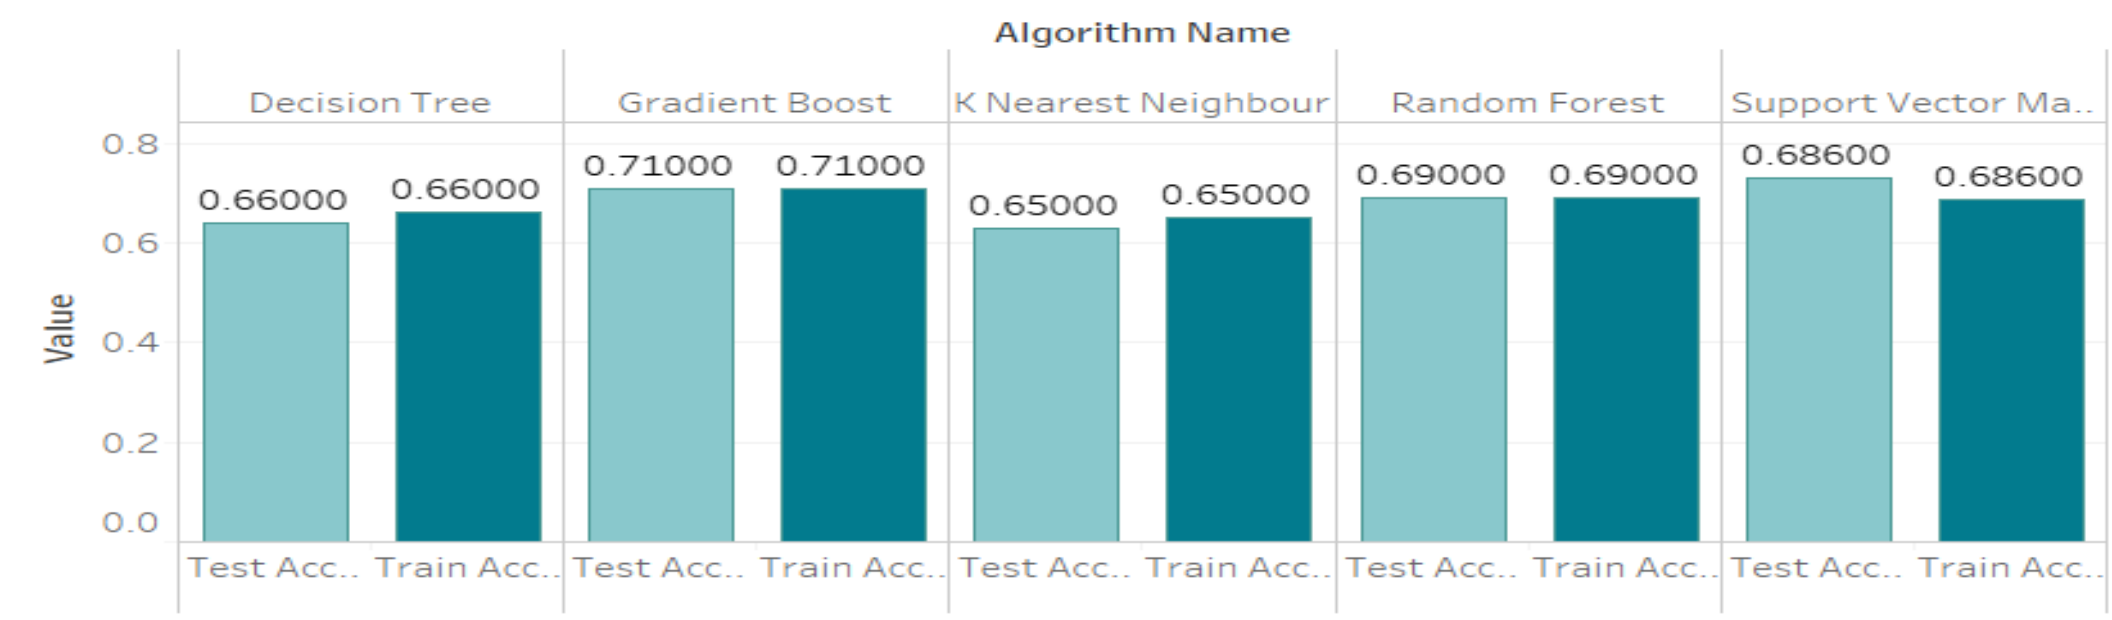 Algorithm Name
Decision Tree Gradient Boost K Nearest Neighbour Random Forest Support Vector Ma..
0.8
0.66000 0.66000 0.71000 0.71000 0.65000 0.65000 0.69000 0.69000 0.68600 0.68600
0.6
Value
0.4
0.2
0.0
Test Acc.. Train Acc.. Test Acc.. Train Acc.. Test Acc.. Train Acc.. Test Acc.. Train Acc.. Test Acc.. Train Acc..